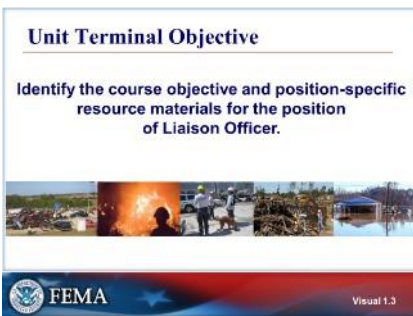 Unit Terminal Objective
Identify the course objective and position-specific
resource materials for the position
of Liaison Officer.
FEMA
Visual 1.3